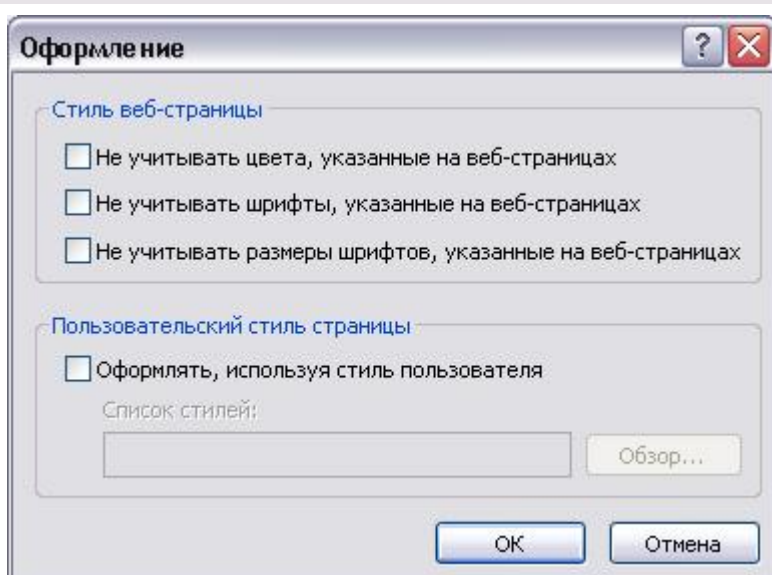 Оформление
Стиль веб-страницы
Не учитывать цвета, указанные на веб-страницах
Не учитывать шрифты, указанные на веб-страницах
Не учитывать размеры шрифтов, указанные на веб-страницах
Пользовательский стиль страницы
Оформлять, используя стиль пользователя
Список стилей:
Обзор...
ОК
Отмена